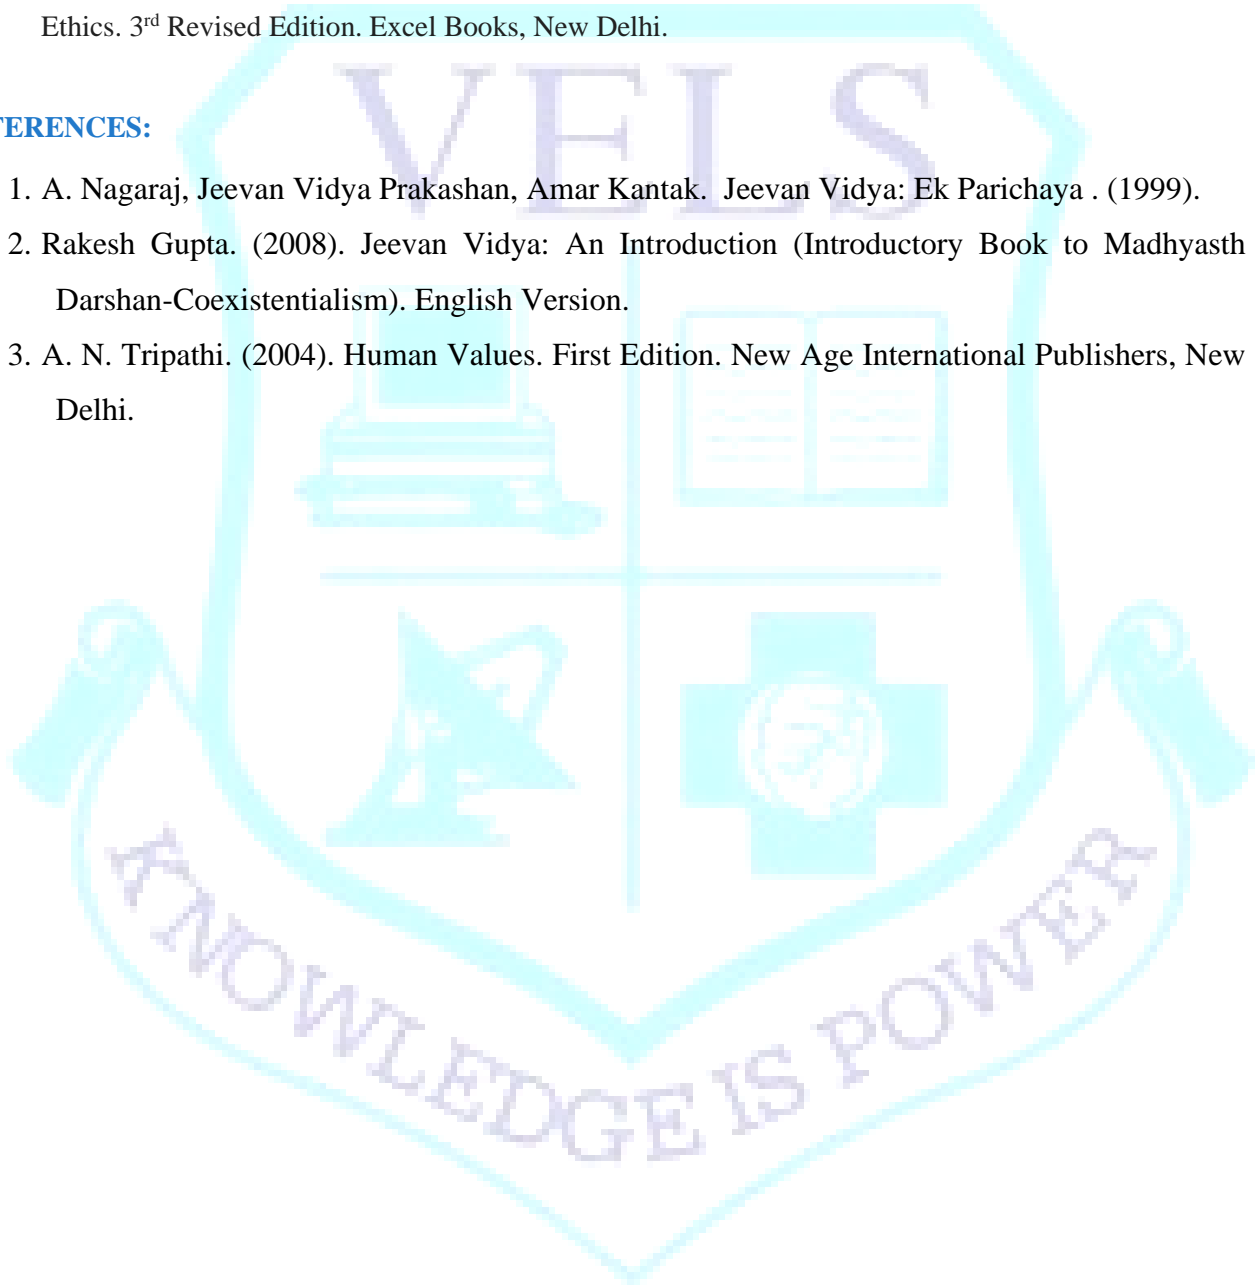 Ethics. 3rd Revised Edition. Excel Books, New Delhi.
VELS
TERENCES:
1. A. Nagaraj, Jeevan Vidya Prakashan, Amar Kantak. Jeevan Vidya: Ek Parichaya . (1999).
2. Rakesh Gupta. (2008). Jeevan Vidya: An Introduction (Introductory Book to Madhyasth
Darshan-Coexistentialism). English Version.
3. A. N. Tripathi. (2004). Human Values. First Edition. New Age International Publishers, New
Delhi.
KNOWLEDGE IS POWER